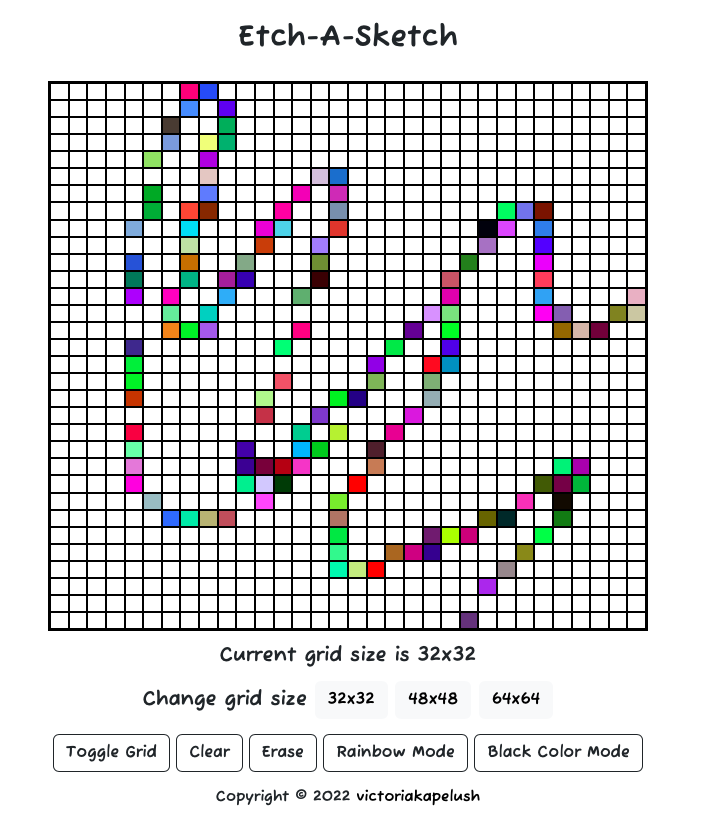 Etch-A-Sketch
Current grid size is 32x32
Change grid size 32x32 48x48 64x64
Toggle Grid Clear Erase Rainbow Mode Black Color Mode
Copyright © 2022 victoriakapelush